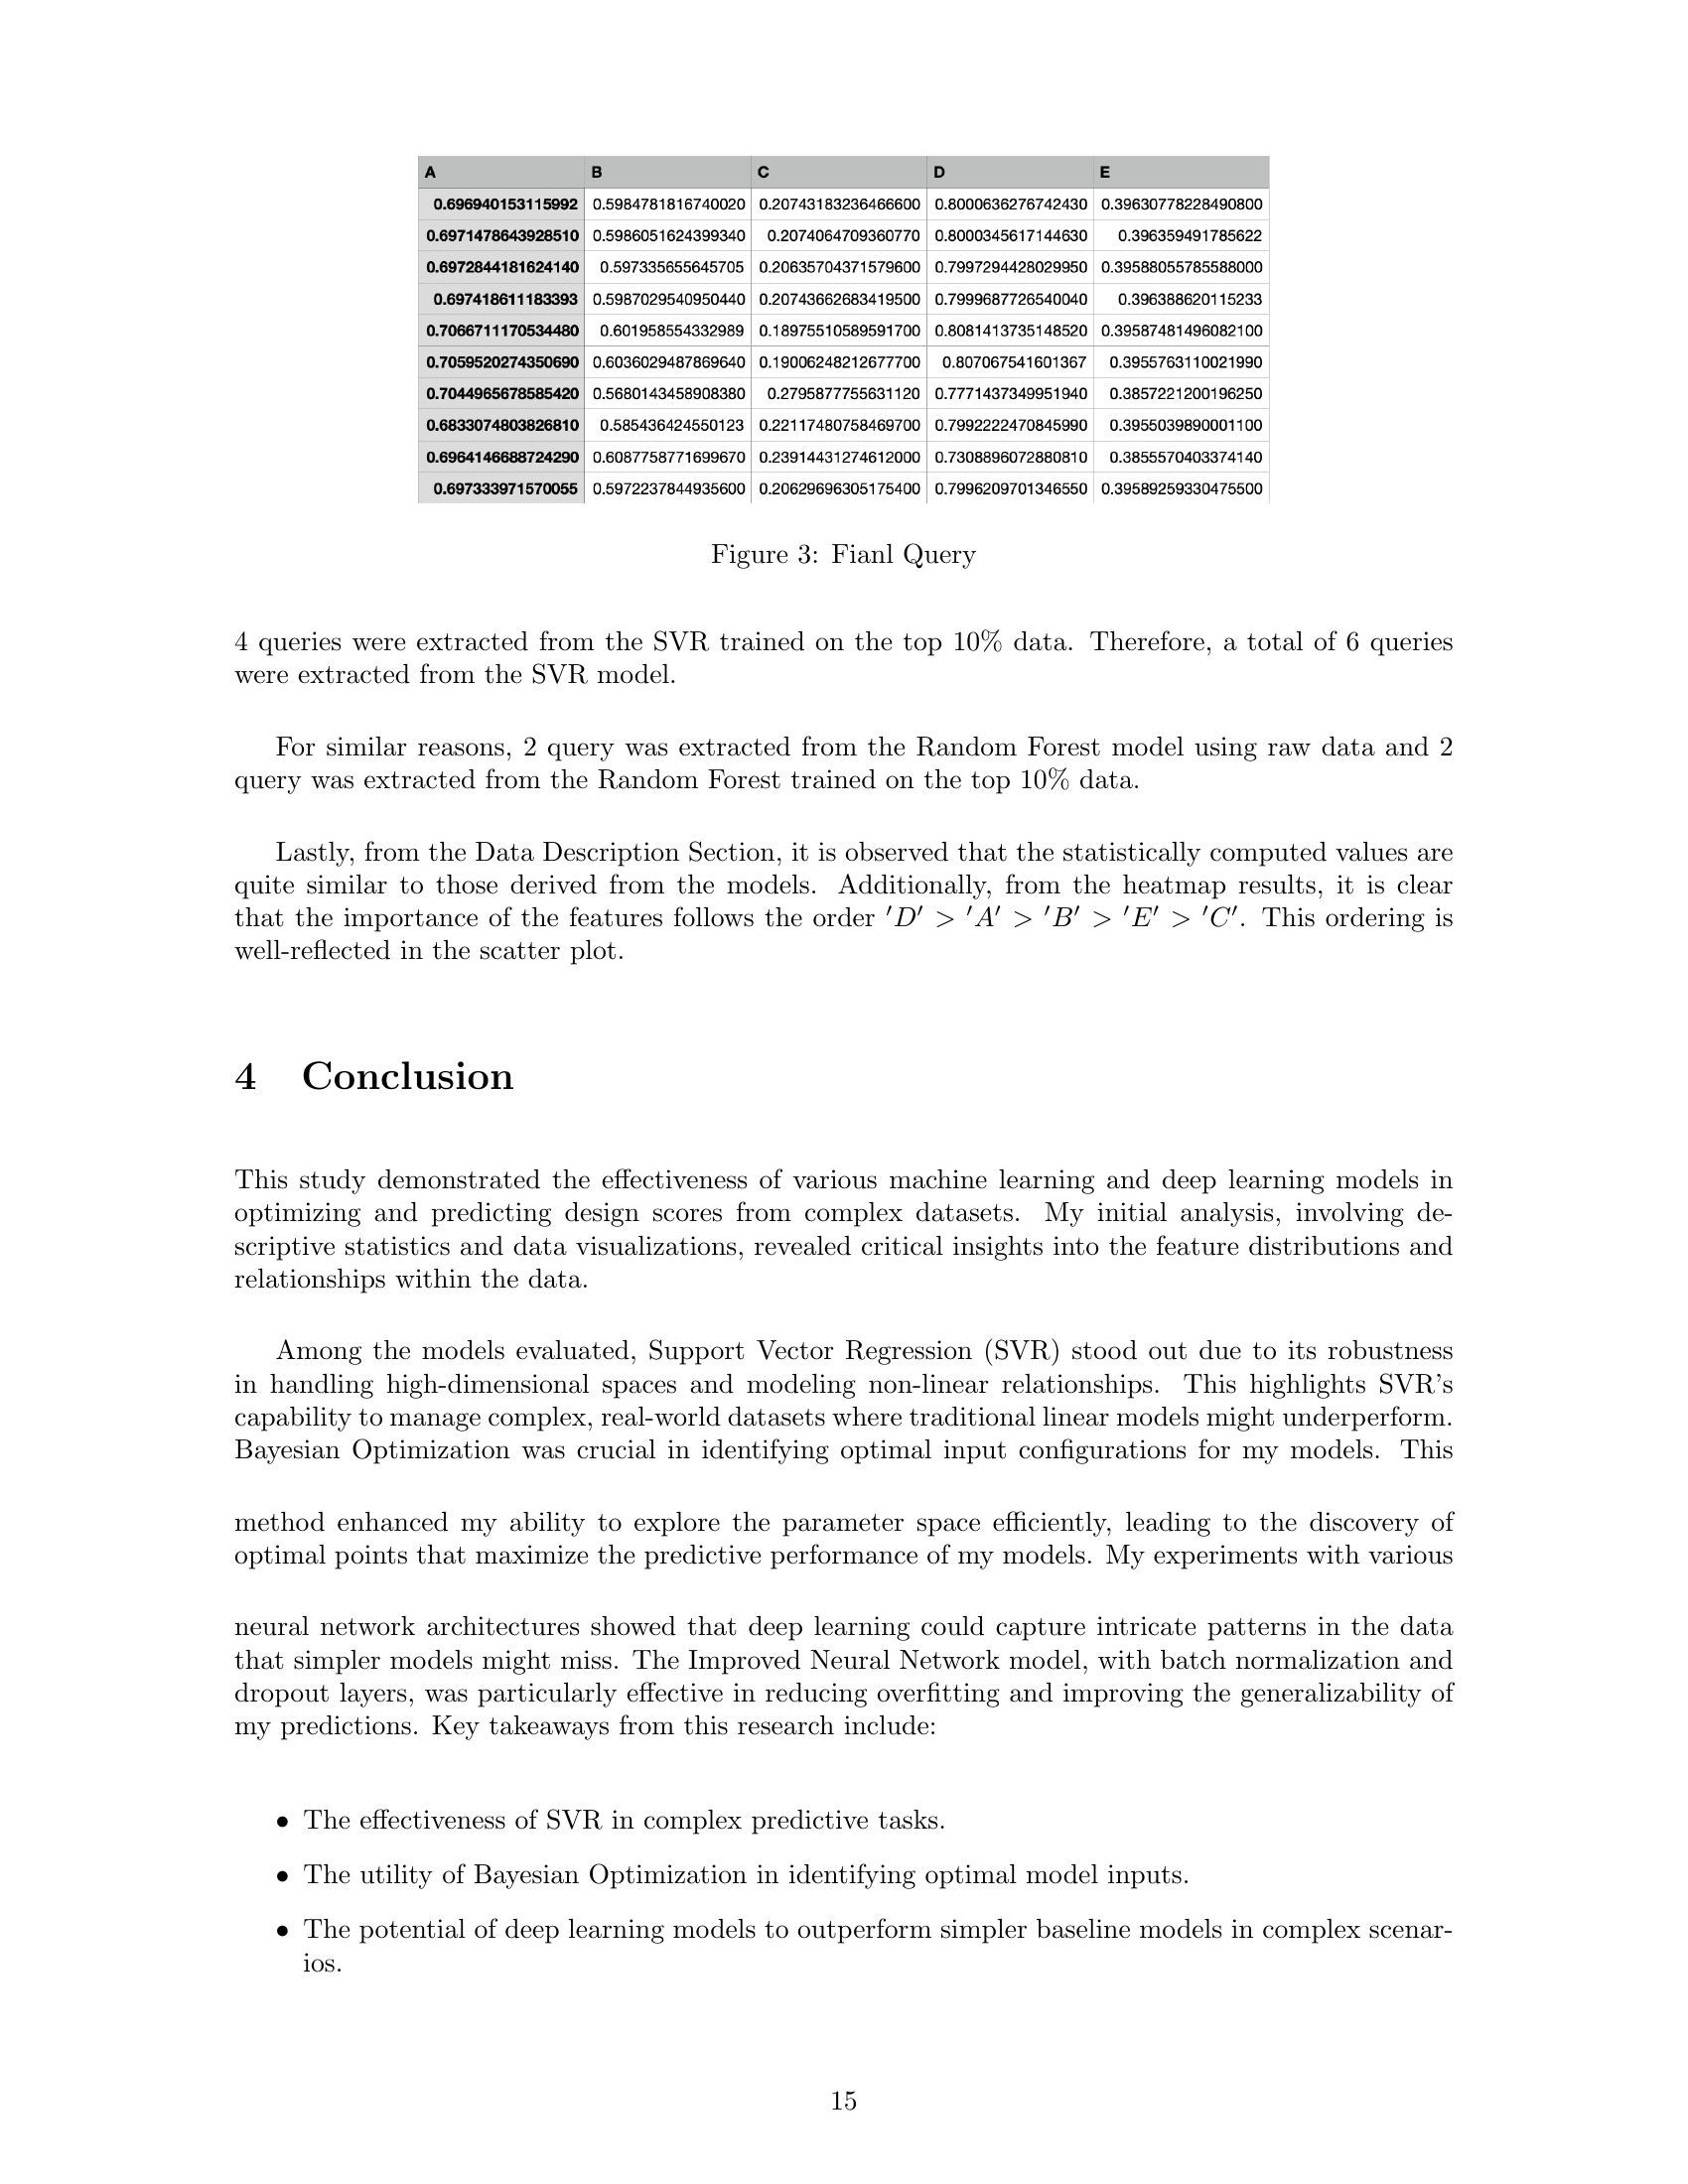 A B C D E
0.696940153115992 0.5984781816740020 0.20743183236466600 0.8000636276742430 0.39630778228490800
0.6971478643928510 0.5986051624399340 0.2074064709360770 0.8000345617144630 0.396359491785622
0.6972844181624140 0.597335655645705 0.20635704371579600 0.7997294428029950 0.39588055785588000
0.697418611183393 0.5987029540950440 0.20743662683419500 0.7999687726540040 0.396388620115233
0.7066711170534480 0.601958554332989 0.18975510589591700 0.8081413735148520 0.39587481496082100
0.7059520274350690 0.6036029487869640 0.19006248212677700 0.807067541601367 0.3955763110021990
0.7044965678585420 0.5680143458908380 0.2795877755631120 0.7771437349951940 0.3857221200196250
0.6833074803826810 0.585436424550123 0.22117480758469700 0.7992222470845990 0.3955039890001100
0.6964146688724290 0.6087758771699670 0.23914431274612000 0.7308896072880810 0.3855570403374140
0.697333971570055 0.5972237844935600 0.20629696305175400 0.7996209701346550 0.39589259330475500
Figure 3: Fianl Query
4 queries were extracted from the SVR trained on the top 10% data. Therefore, a total of 6 queries
were extracted from the SVR model.
For similar reasons, 2 query was extracted from the Random Forest model using raw data and 2
query was extracted from the Random Forest trained on the top 10% data.
Lastly, from the Data Description Section, it is observed that the statistically computed values are
quite similar to those derived from the models. Additionally, from the heatmap results, it is clear
that the importance of the features follows the order ′D′ > ′A′ > ′B′ > ′E′ > ′C′. This ordering is
well-reflected in the scatter plot.
4 Conclusion
This study demonstrated the effectiveness of various machine learning and deep learning models in
optimizing and predicting design scores from complex datasets. My initial analysis, involving de-
scriptive statistics and data visualizations, revealed critical insights into the feature distributions and
relationships within the data.
Among the models evaluated, Support Vector Regression (SVR) stood out due to its robustness
in handling high-dimensional spaces and modeling non-linear relationships. This highlights SVR's
capability to manage complex, real-world datasets where traditional linear models might underperform.
Bayesian Optimization was crucial in identifying optimal input configurations for my models. This
method enhanced my ability to explore the parameter space efficiently, leading to the discovery of
optimal points that maximize the predictive performance of my models. My experiments with various
neural network architectures showed that deep learning could capture intricate patterns in the data
that simpler models might miss. The Improved Neural Network model, with batch normalization and
dropout layers, was particularly effective in reducing overfitting and improving the generalizability of
my predictions. Key takeaways from this research include:
• The effectiveness of SVR in complex predictive tasks.
• The utility of Bayesian Optimization in identifying optimal model inputs.
• The potential of deep learning models to outperform simpler baseline models in complex scenar-
ios.
15